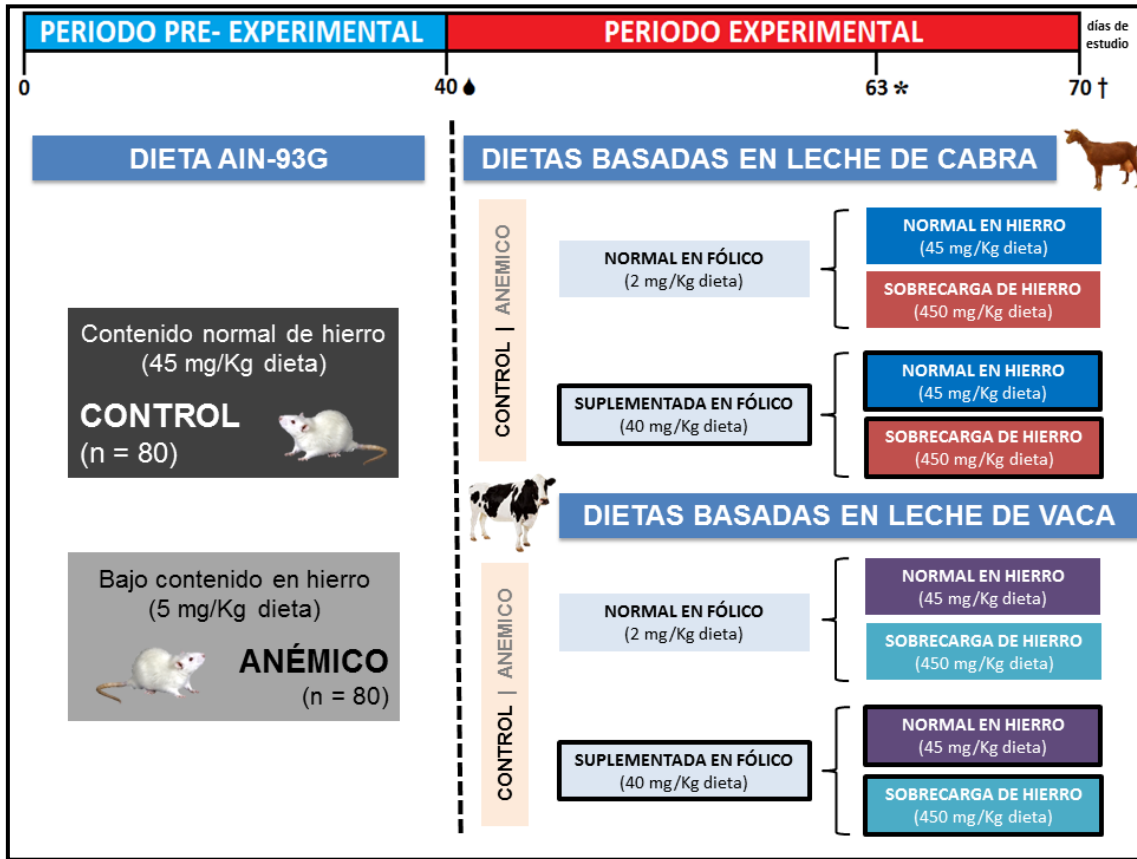 PERIODO PRE- EXPERIMENTAL
PERIODO EXPERIMENTAL
días de
estudio
0
40
63 *
70 †
DIETA AIN-93G
DIETAS BASADAS EN LECHE DE CABRA
Contenido normal de hierro
(45 mg/Kg dieta)
CONTROL
(n = 80)
Bajo contenido en hierro
(5 mg/Kg dieta)
ANÉMICO
(n = 80)
CONTROL | ANEMICO
NORMAL EN FÓLICO
(2 mg/Kg dieta)
NORMAL EN HIERRO
(45 mg/Kg dieta)
SOBRECARGA DE HIERRO
(450 mg/Kg dieta)
SUPLEMENTADA EN FÓLICO
(40 mg/Kg dieta)
NORMAL EN HIERRO
(45 mg/Kg dieta)
SOBRECARGA DE HIERRO
(450 mg/Kg dieta)
DIETAS BASADAS EN LECHE DE VACA
CONTROL | ANEMICO
NORMAL EN FÓLICO
(2 mg/Kg dieta)
NORMAL EN HIERRO
(45 mg/Kg dieta)
SOBRECARGA DE HIERRO
(450 mg/Kg dieta)
SUPLEMENTADA EN FÓLICO
(40 mg/Kg dieta)
NORMAL EN HIERRO
(45 mg/Kg dieta)
SOBRECARGA DE HIERRO
(450 mg/Kg dieta)